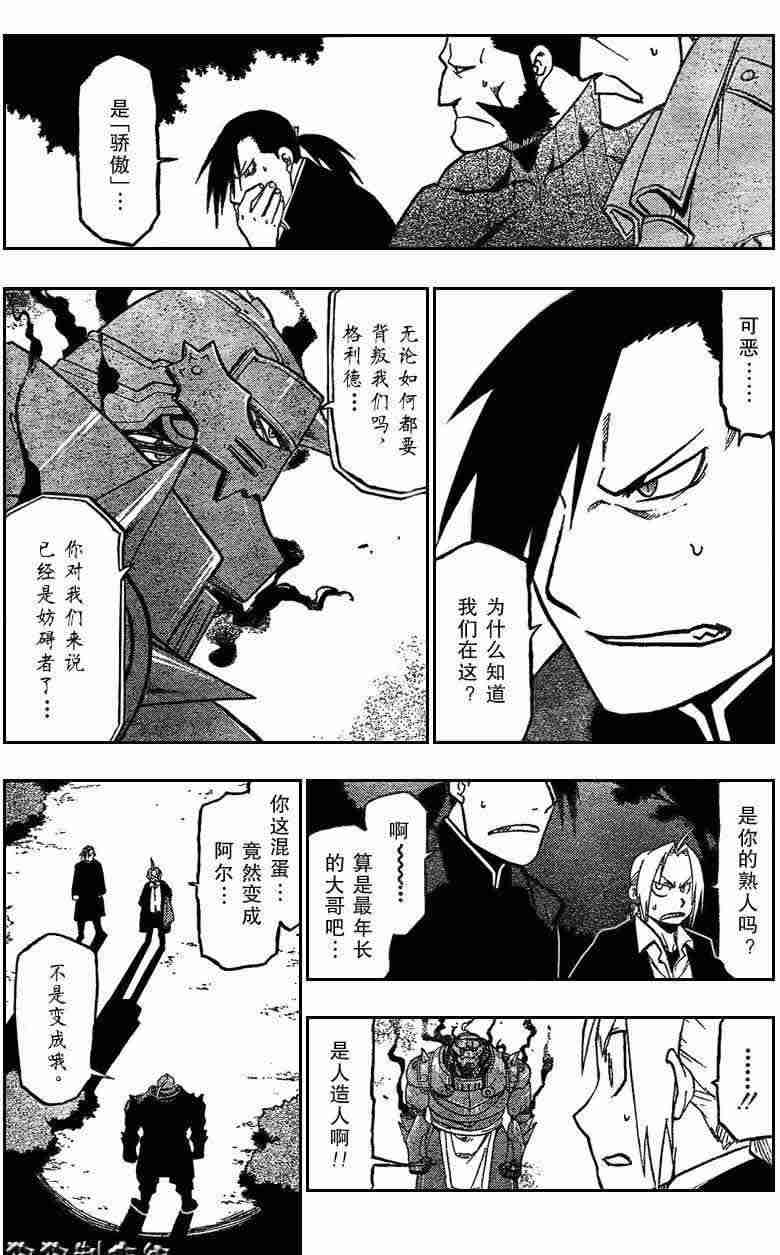 是「骄傲」…
可恶……
为什么知道
我们在这？
无论如何都要
背叛我们吗，
格利德…
你对我们来说
已经是妨碍者
了…
是你的熟人吗？
啊~~~~…
算是最年长
的大哥吧…
……!!
是人造人啊!!
你这混蛋…
竟然变成
阿尔…
不是变成哦。